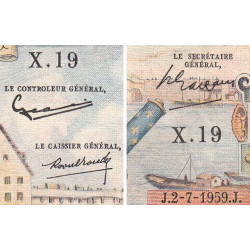 X.19
LE CONTROLEUR GÉNÉRAL,
LE CAISSIER GÉNÉRAL,
LE SECRÉTAIRE
GÉNÉRAL,
X.19
J.2-7-1959.J.